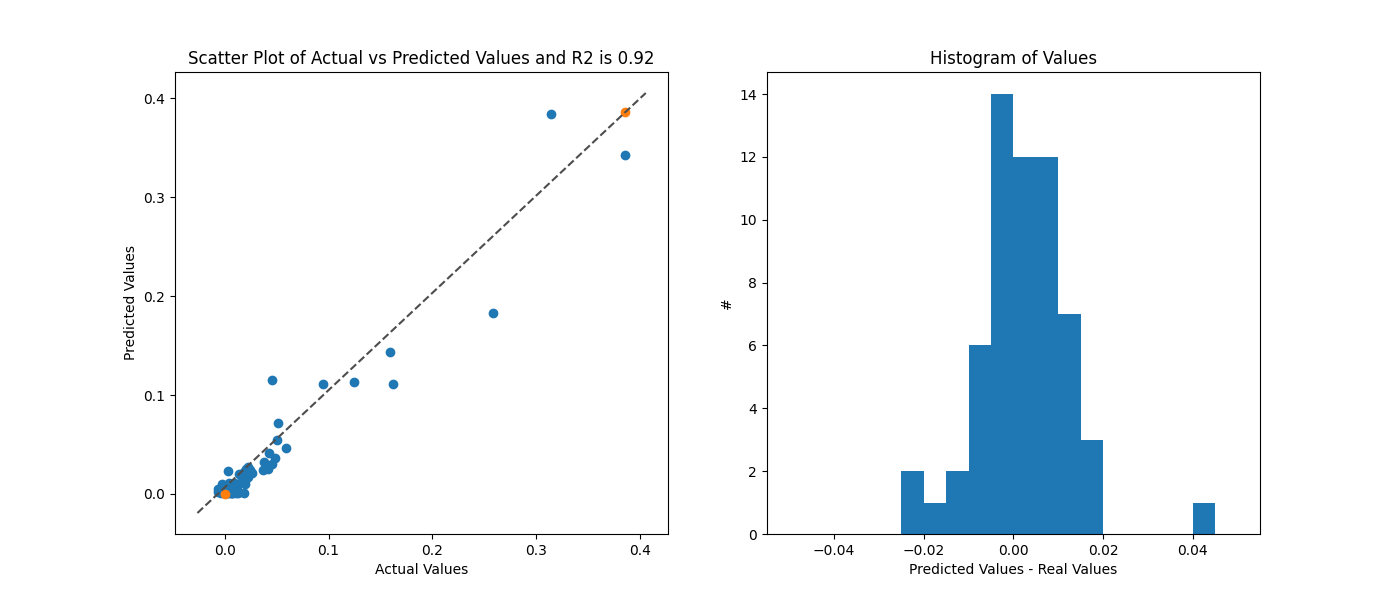 Scatter Plot of Actual vs Predicted Values and R2 is 0.92
0.4
0.3
0.2
0.1
0.0
Predicted Values
0.0 0.1 0.2 0.3 0.4
Actual Values
Histogram of Values
14
12
10
8
6
4
2
0
#
−0.04 −0.02 0.00 0.02 0.04
Predicted Values - Real Values